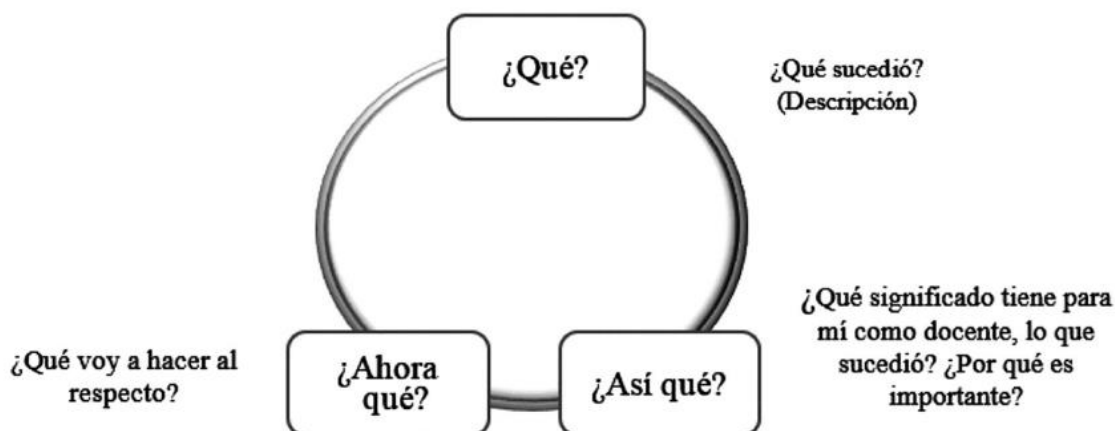 ¿Qué?
¿Qué sucedió?
(Descripción)
¿Qué significado tiene para
mí como docente, lo que
sucedió? ¿Por qué es
importante?
¿Así qué?
¿Ahora
qué?
¿Qué voy a hacer al
respecto?